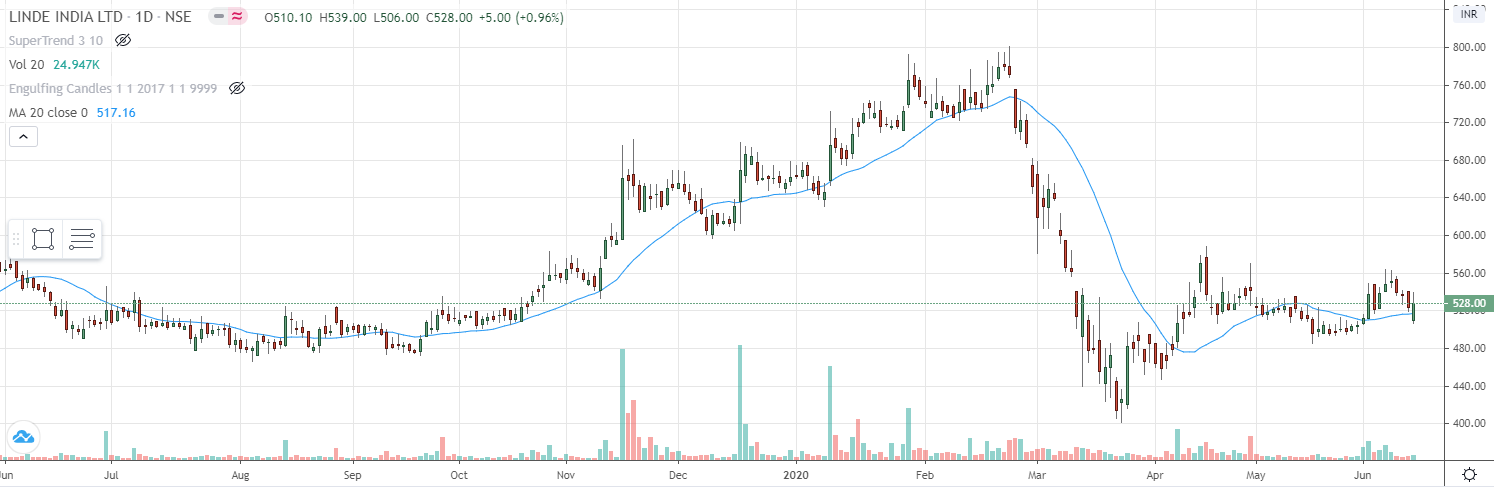 LINDE INDIA LTD · 1D · NSE O510.10 H539.00 L506.00 C528.00 +5.00 (+0.96%)
INR
SuperTrend 3 10
Vol 20 24.947K
Engulfing Candles 1 1 2017 1 1 9999
MA 20 close 0 517.16
800.00
760.00
720.00
680.00
640.00
600.00
560.00
528.00
480.00
440.00
400.00
Jun Jul Aug Sep Oct Nov Dec 2020 Feb Mar Apr May Jun